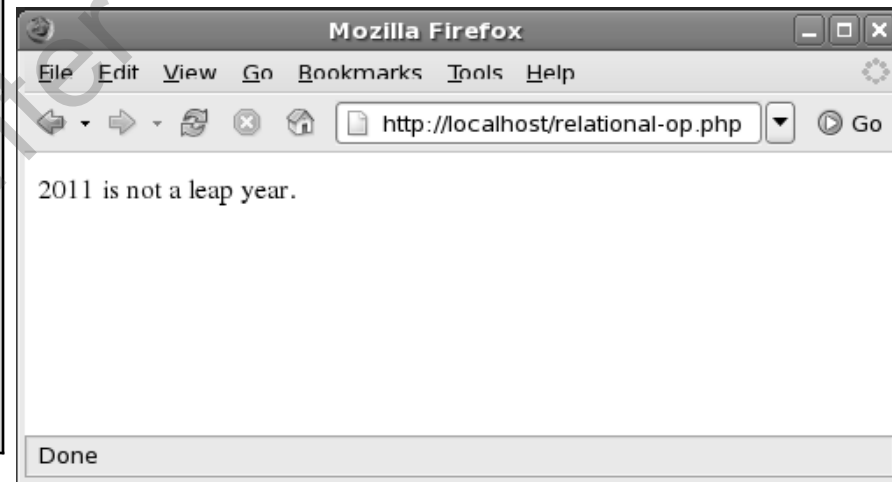 Mozilla Firefox
File Edit View Go Bookmarks Tools Help
http://localhost/relational-op.php Go
2011 is not a leap year.
Done